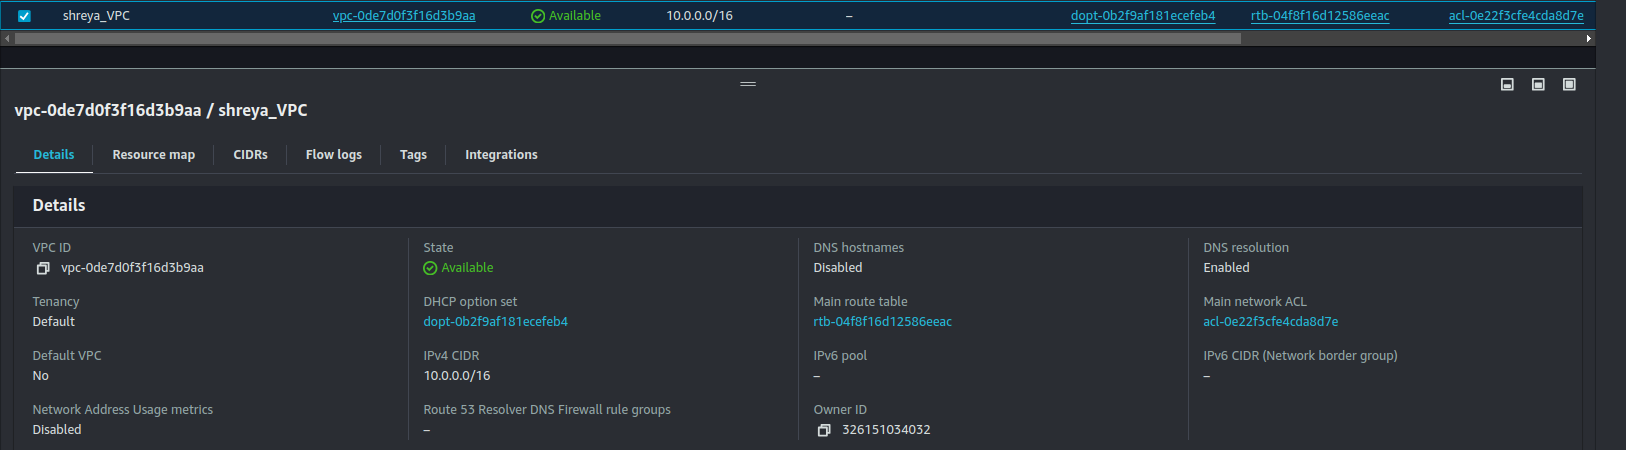 shreya_VPC vpc-0de7d0f3f16d3b9aa Available 10.0.0.0/16 – dopt-0b2f9af181ecefeb4 rtb-04f8f16d12586eeac acl-0e22f3cfe4cda8d7e
vpc-0de7d0f3f16d3b9aa / shreya_VPC
Details Resource map CIDRs Flow logs Tags Integrations
Details
VPC ID State DNS hostnames DNS resolution
vpc-0de7d0f3f16d3b9aa Available Disabled Enabled
Tenancy DHCP option set Main route table Main network ACL
Default dopt-0b2f9af181ecefeb4 rtb-04f8f16d12586eeac acl-0e22f3cfe4cda8d7e
Default VPC IPv4 CIDR IPv6 pool IPv6 CIDR (Network border group)
No 10.0.0.0/16 – –
Network Address Usage metrics Route 53 Resolver DNS Firewall rule groups Owner ID
Disabled – 326151034032